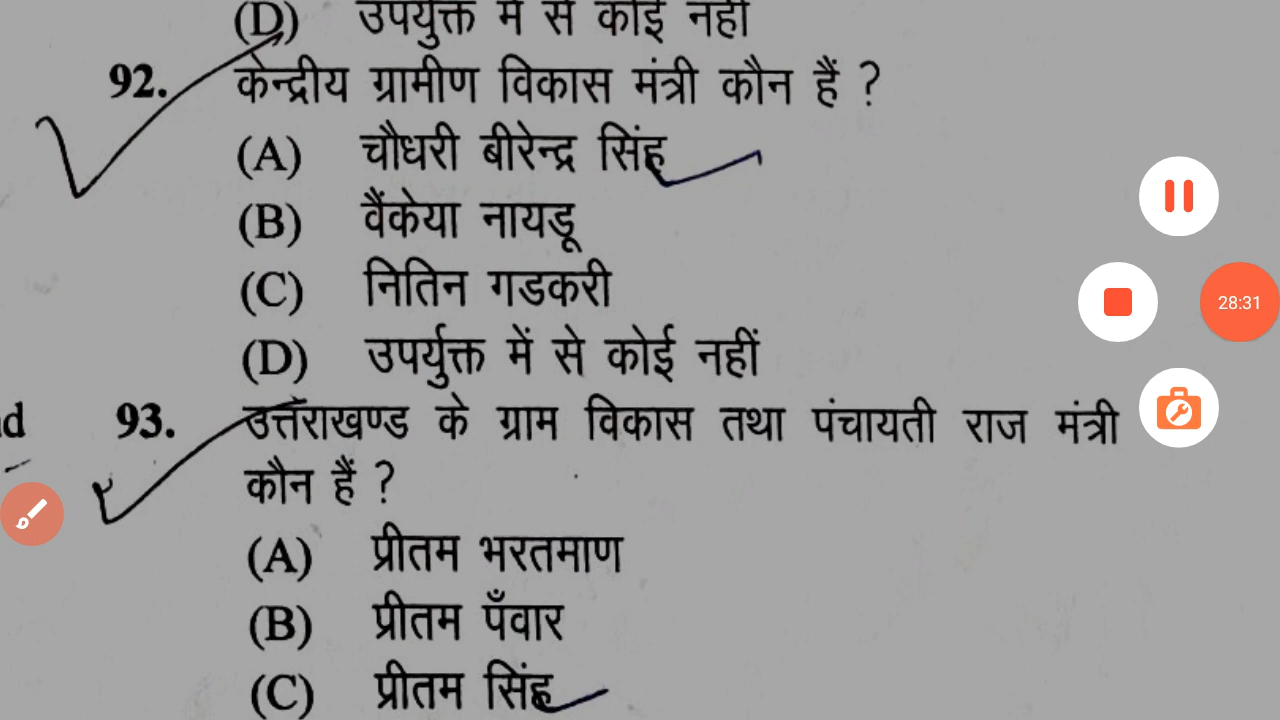 (D) उपर्युक्त में से कोई नहीं
92. केन्द्रीय ग्रामीण विकास मंत्री कौन हैं ?
(A) चौधरी बीरेन्द्र सिंह
(B) वैंकेया नायडू
(C) नितिन गडकरी
(D) उपर्युक्त में से कोई नहीं
93. उत्तराखण्ड के ग्राम विकास तथा पंचायती राज मंत्री
कौन हैं ?
(A) प्रीतम भरतमाण
(B) प्रीतम पँवार
(C) प्रीतम सिंह
28:31